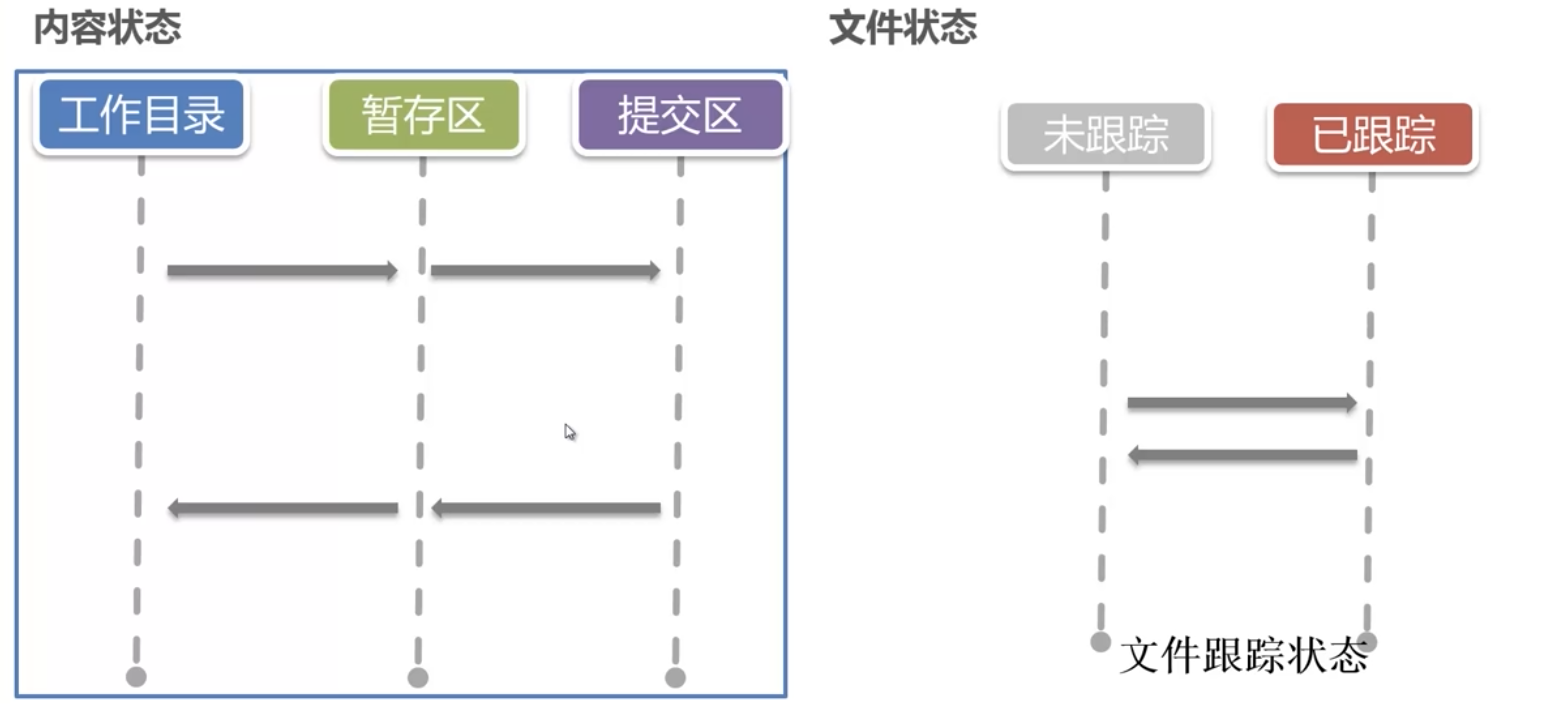 内容状态
文件状态
工作目录
暂存区
提交区
未跟踪
已跟踪
文件跟踪状态